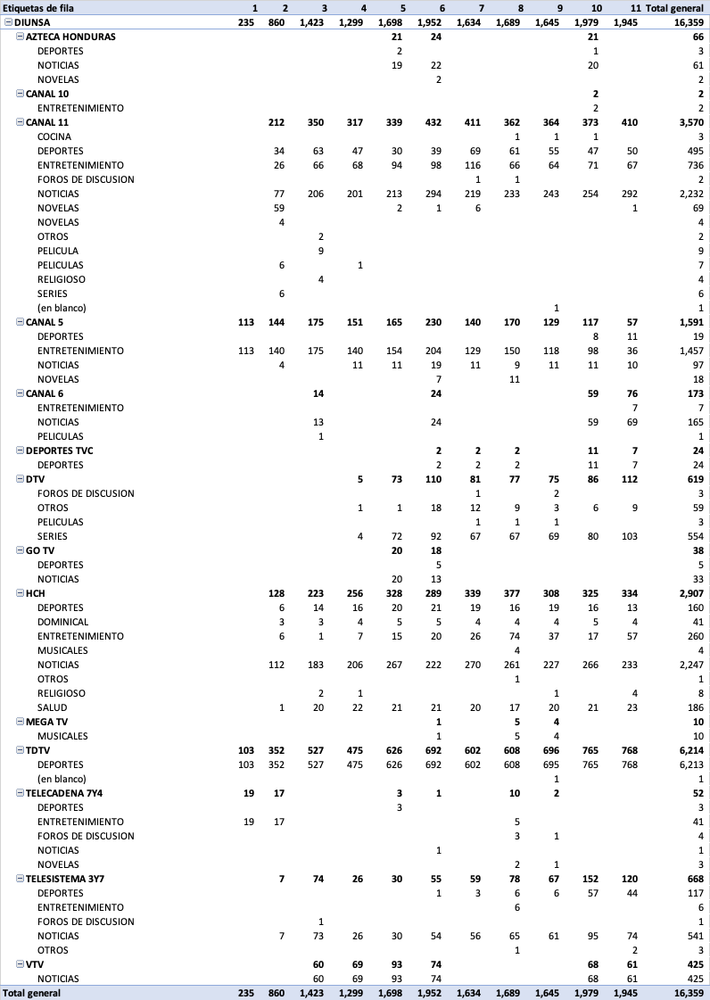 Etiquetas de fila 1 2 3 4 5 6 7 8 9 10 11 Total general
DIUNSA 235 860 1,423 1,299 1,698 1,952 1,634 1,689 1,645 1,979 1,945 16,359
AZTECA HONDURAS 21 24 21 66
DEPORTES 2 1 3
NOTICIAS 19 22 20 61
NOVELAS 2 2
CANAL 10 2 2
ENTRETENIMIENTO 2 2
CANAL 11 212 350 317 339 432 411 362 364 373 410 3,570
COCINA 1 1 1 3
DEPORTES 34 63 47 30 39 69 61 55 47 50 495
ENTRETENIMIENTO 26 66 68 94 98 116 66 64 71 67 736
FOROS DE DISCUSION 1 1 2
NOTICIAS 77 206 201 213 294 219 233 243 254 292 2,232
NOVELAS 59 2 1 6 1 69
NOVELAS 4 4
OTROS 2 2
PELICULA 9 9
PELICULAS 6 1 7
RELIGIOSO 4 4
SERIES 6 6
(en blanco) 1 1
CANAL 5 113 144 175 151 165 230 140 170 129 117 57 1,591
DEPORTES 8 11 19
ENTRETENIMIENTO 113 140 175 140 154 204 129 150 118 98 36 1,457
NOTICIAS 4 11 11 19 11 9 11 11 10 97
NOVELAS 7 11 18
CANAL 6 14 24 59 76 173
ENTRETENIMIENTO 7 7
NOTICIAS 13 24 59 69 165
PELICULAS 1 1
DEPORTES TVC 2 2 2 11 7 24
DEPORTES 2 2 2 11 7 24
DTV 5 73 110 81 77 75 86 112 619
FOROS DE DISCUSION 1 2 3
OTROS 1 1 18 12 9 3 6 9 59
PELICULAS 1 1 1 3
SERIES 4 72 92 67 67 69 80 103 554
GO TV 20 18 38
DEPORTES 5 5
NOTICIAS 20 13 33
HCH 128 223 256 328 289 339 377 308 325 334 2,907
DEPORTES 6 14 16 20 21 19 16 19 16 13 160
DOMINICAL 3 3 4 5 5 4 4 4 5 4 41
ENTRETENIMIENTO 6 1 7 15 20 26 74 37 17 57 260
MUSICALES 4 4
NOTICIAS 112 183 206 267 222 270 261 227 266 233 2,247
OTROS 1 1
RELIGIOSO 2 1 1 4 8
SALUD 1 20 22 21 21 20 17 20 21 23 186
MEGA TV 1 5 4 10
MUSICALES 1 5 4 10
TDTV 103 352 527 475 626 692 602 608 696 765 768 6,214
DEPORTES 103 352 527 475 626 692 602 608 695 765 768 6,213
(en blanco) 1 1
TELECADENA 7Y4 19 17 3 1 10 2 52
DEPORTES 3 3
ENTRETENIMIENTO 19 17 5 41
FOROS DE DISCUSION 3 1 4
NOTICIAS 1 1
NOVELAS 2 1 3
TELESISTEMA 3Y7 7 74 26 30 55 59 78 67 152 120 668
DEPORTES 1 3 6 6 57 44 117
ENTRETENIMIENTO 6 6
FOROS DE DISCUSION 1 1
NOTICIAS 7 73 26 30 54 56 65 61 95 74 541
OTROS 1 2 3
VTV 60 69 93 74 68 61 425
NOTICIAS 60 69 93 74 68 61 425
Total general 235 860 1,423 1,299 1,698 1,952 1,634 1,689 1,645 1,979 1,945 16,359